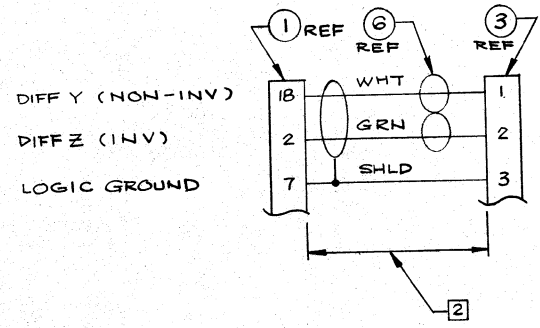 1 REF 6 REF 3 REF
DIFF Y (NON-INV) 18 WHT 1
DIFF Z (INV) 2 GRN 2
LOGIC GROUND 7 SHLD 3
2